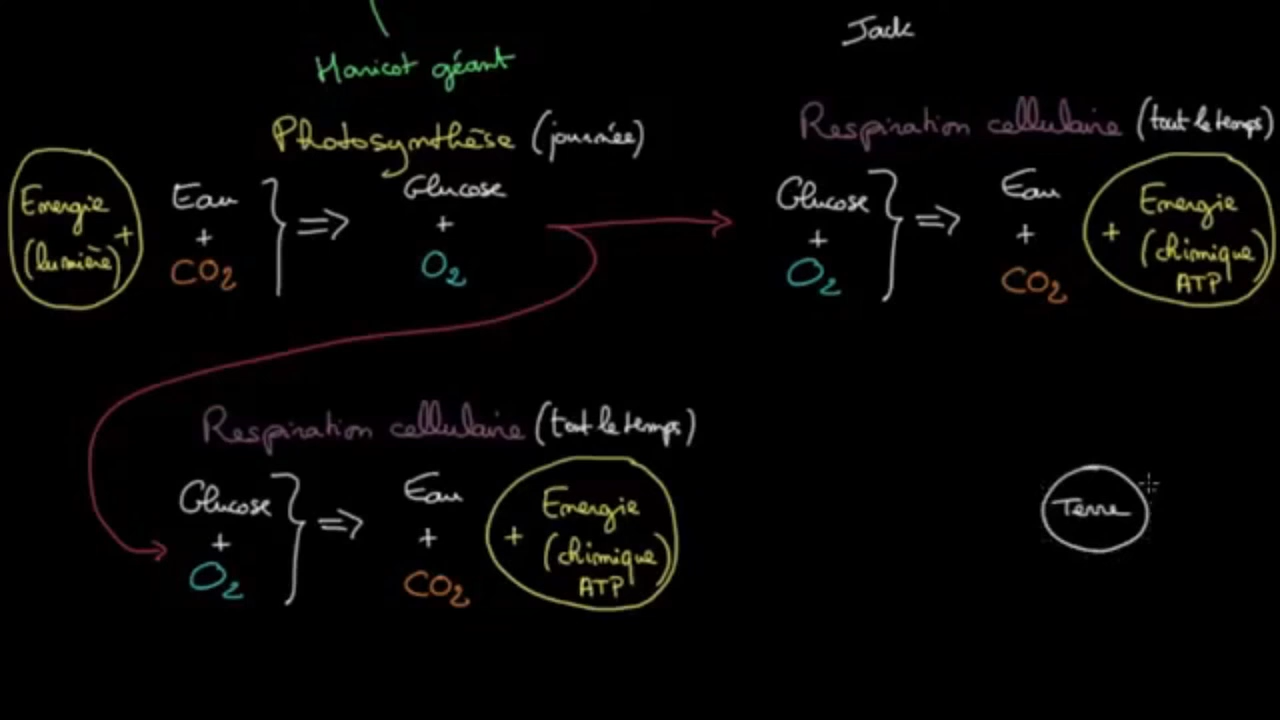 Jack
Haricot géant
Photosynthèse (journée)
Energie
(lumière)
+
Eau
+
CO2
} =>
Glucose
+
O2
Respiration cellulaire (tout le temps)
Glucose
+
O2
} =>
Eau
+
CO2
+
Energie
(chimique)
ATP
Respiration cellulaire (tout le temps)
Glucose
+
O2
} =>
Eau
+
CO2
+
Energie
(chimique)
ATP
Terre